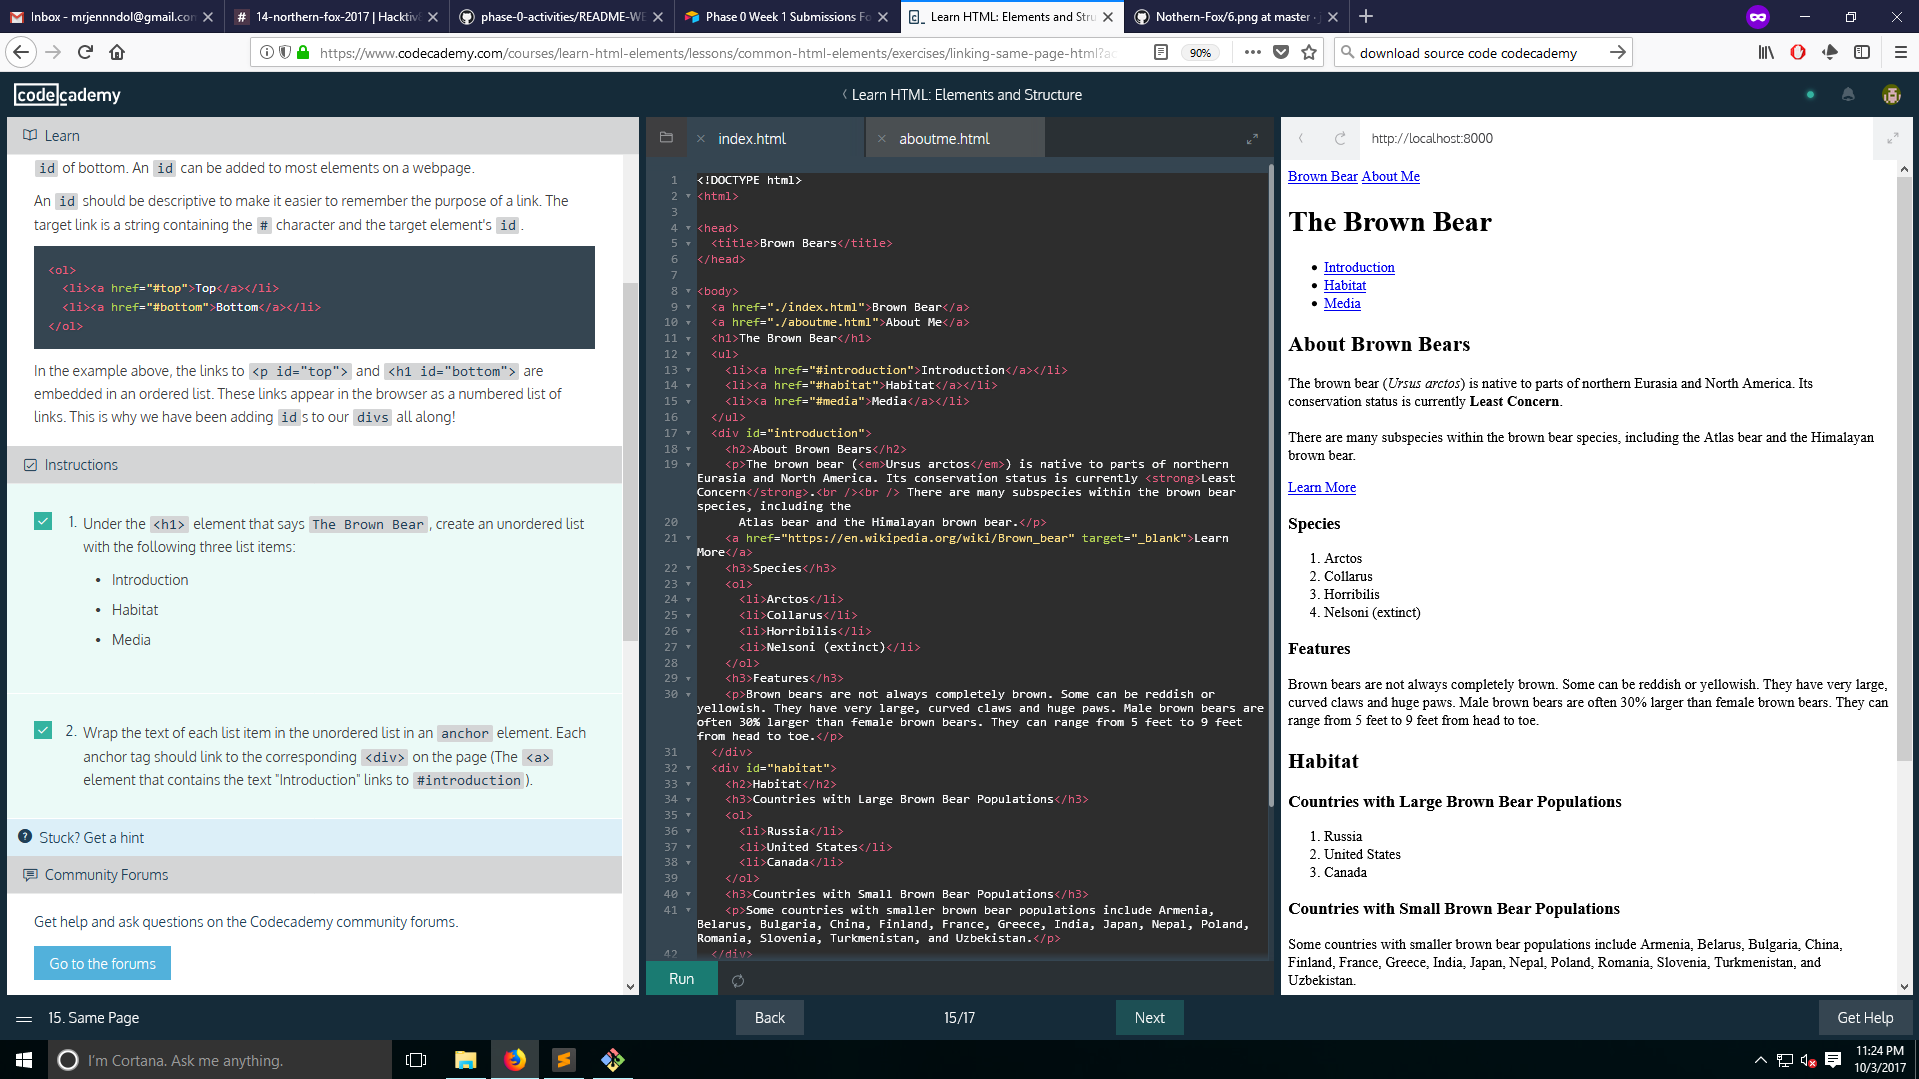 Inbox - mrjennndol@gmail.con
14-northern-fox-2017 | Hacktiv8
phase-0-activities/README-WE
Phase 0 Week 1 Submissions Fo
Learn HTML: Elements and Stru
Nothern-Fox/6.png at master ·
https://www.codecademy.com/courses/learn-html-elements/lessons/common-html-elements/exercises/linking-same-page-html?ac
90%
download source code codecademy
codecademy
Learn HTML: Elements and Structure
Learn
id of bottom. An id can be added to most elements on a webpage.
An id should be descriptive to make it easier to remember the purpose of a link. The
target link is a string containing the # character and the target element's id .
<ol>
<li><a href="#top">Top</a></li>
<li><a href="#bottom">Bottom</a></li>
</ol>
In the example above, the links to <p id="top"> and <h1 id="bottom"> are
embedded in an ordered list. These links appear in the browser as a numbered list of
links. This is why we have been adding id s to our divs all along!
Instructions
1. Under the <h1> element that says The Brown Bear , create an unordered list
with the following three list items:
• Introduction
• Habitat
• Media
2. Wrap the text of each list item in the unordered list in an anchor element. Each
anchor tag should link to the corresponding <div> on the page (The <a>
element that contains the text "Introduction" links to #introduction ).
Stuck? Get a hint
Community Forums
Get help and ask questions on the Codecademy community forums.
Go to the forums
index.html
aboutme.html
1 <!DOCTYPE html>
2 <html>
3
4 <head>
5 <title>Brown Bears</title>
6 </head>
7
8 <body>
9 <a href="./index.html">Brown Bear</a>
10 <a href="./aboutme.html">About Me</a>
11 <h1>The Brown Bear</h1>
12 <ul>
13 <li><a href="#introduction">Introduction</a></li>
14 <li><a href="#habitat">Habitat</a></li>
15 <li><a href="#media">Media</a></li>
16 </ul>
17 <div id="introduction">
18 <h2>About Brown Bears</h2>
19 <p>The brown bear (<em>Ursus arctos</em>) is native to parts of northern
Eurasia and North America. Its conservation status is currently <strong>Least
Concern</strong>.<br /><br /> There are many subspecies within the brown bear
species, including the
20 Atlas bear and the Himalayan brown bear.</p>
21 <a href="https://en.wikipedia.org/wiki/Brown_bear" target="_blank">Learn
More</a>
22 <h3>Species</h3>
23 <ol>
24 <li>Arctos</li>
25 <li>Collarus</li>
26 <li>Horribilis</li>
27 <li>Nelsoni (extinct)</li>
28 </ol>
29 <h3>Features</h3>
30 <p>Brown bears are not always completely brown. Some can be reddish or
yellowish. They have very large, curved claws and huge paws. Male brown bears are
often 30% larger than female brown bears. They can range from 5 feet to 9 feet
from head to toe.</p>
31 </div>
32 <div id="habitat">
33 <h2>Habitat</h2>
34 <h3>Countries with Large Brown Bear Populations</h3>
35 <ol>
36 <li>Russia</li>
37 <li>United States</li>
38 <li>Canada</li>
39 </ol>
40 <h3>Countries with Small Brown Bear Populations</h3>
41 <p>Some countries with smaller brown bear populations include Armenia,
Belarus, Bulgaria, China, Finland, France, Greece, India, Japan, Nepal, Poland,
Romania, Slovenia, Turkmenistan, and Uzbekistan.</p>
42 </div>
Run
http://localhost:8000
Brown Bear About Me
The Brown Bear
• Introduction
• Habitat
• Media
About Brown Bears
The brown bear (Ursus arctos) is native to parts of northern Eurasia and North America. Its
conservation status is currently Least Concern.
There are many subspecies within the brown bear species, including the Atlas bear and the Himalayan
brown bear.
Learn More
Species
1. Arctos
2. Collarus
3. Horribilis
4. Nelsoni (extinct)
Features
Brown bears are not always completely brown. Some can be reddish or yellowish. They have very large,
curved claws and huge paws. Male brown bears are often 30% larger than female brown bears. They can
range from 5 feet to 9 feet from head to toe.
Habitat
Countries with Large Brown Bear Populations
1. Russia
2. United States
3. Canada
Countries with Small Brown Bear Populations
Some countries with smaller brown bear populations include Armenia, Belarus, Bulgaria, China,
Finland, France, Greece, India, Japan, Nepal, Poland, Romania, Slovenia, Turkmenistan, and
Uzbekistan.
15. Same Page
Back
15/17
Next
Get Help
I'm Cortana. Ask me anything.
11:24 PM
10/3/2017